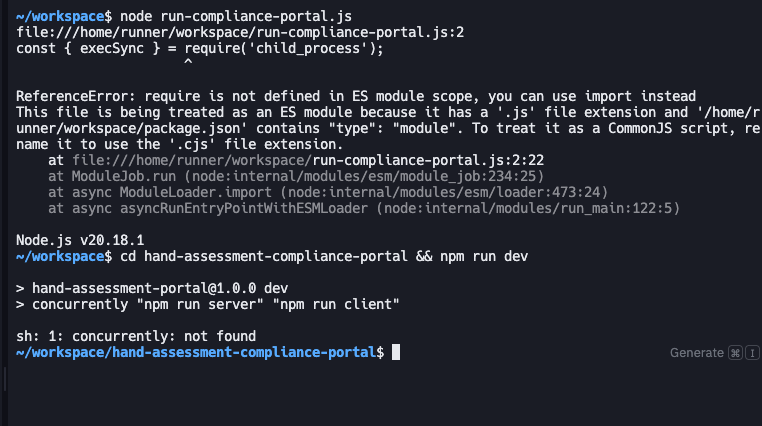 ~/workspace$ node run-compliance-portal.js
file:///home/runner/workspace/run-compliance-portal.js:2
const { execSync } = require('child_process');
^
ReferenceError: require is not defined in ES module scope, you can use import instead
This file is being treated as an ES module because it has a '.js' file extension and '/home/r
unner/workspace/package.json' contains "type": "module". To treat it as a CommonJS script, re
name it to use the '.cjs' file extension.
at file:///home/runner/workspace/run-compliance-portal.js:2:22
at ModuleJob.run (node:internal/modules/esm/module_job:234:25)
at async ModuleLoader.import (node:internal/modules/esm/loader:473:24)
at async asyncRunEntryPointWithESMLoader (node:internal/modules/run_main:122:5)
Node.js v20.18.1
~/workspace$ cd hand-assessment-compliance-portal && npm run dev
> hand-assessment-portal@1.0.0 dev
> concurrently "npm run server" "npm run client"
sh: 1: concurrently: not found
~/workspace/hand-assessment-compliance-portal$
Generate ⌘ I